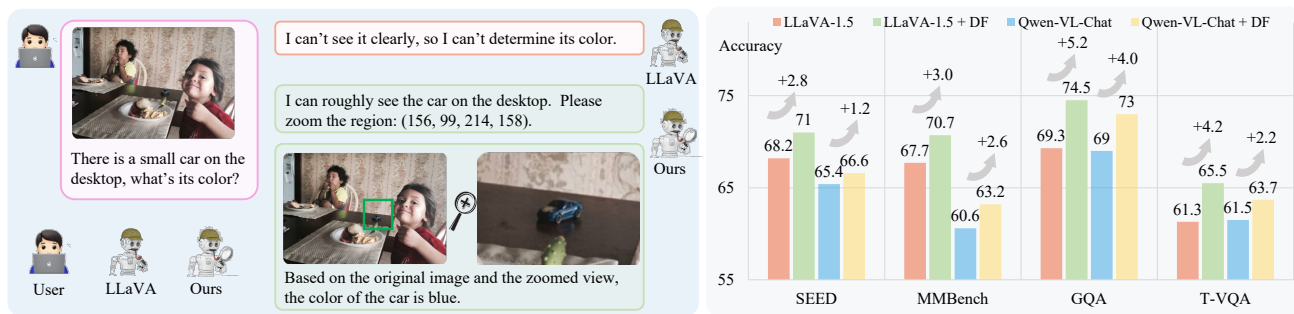 There is a small car on the
desktop, what's its color?
User
LLaVA
Ours
I can't see it clearly, so I can't determine its color.
LLaVA
I can roughly see the car on the desktop. Please
zoom the region: (156, 99, 214, 158).
Ours
Based on the original image and the zoomed view,
the color of the car is blue.
LLaVA-1.5
LLaVA-1.5 + DF
Qwen-VL-Chat
Qwen-VL-Chat + DF
Accuracy
75
65
55
+2.8
68.2
71
+1.2
65.4
66.6
SEED
+3.0
67.7
70.7
+2.6
60.6
63.2
MMBench
+5.2
69.3
74.5
+4.0
69
73
GQA
+4.2
61.3
65.5
+2.2
61.5
63.7
T-VQA